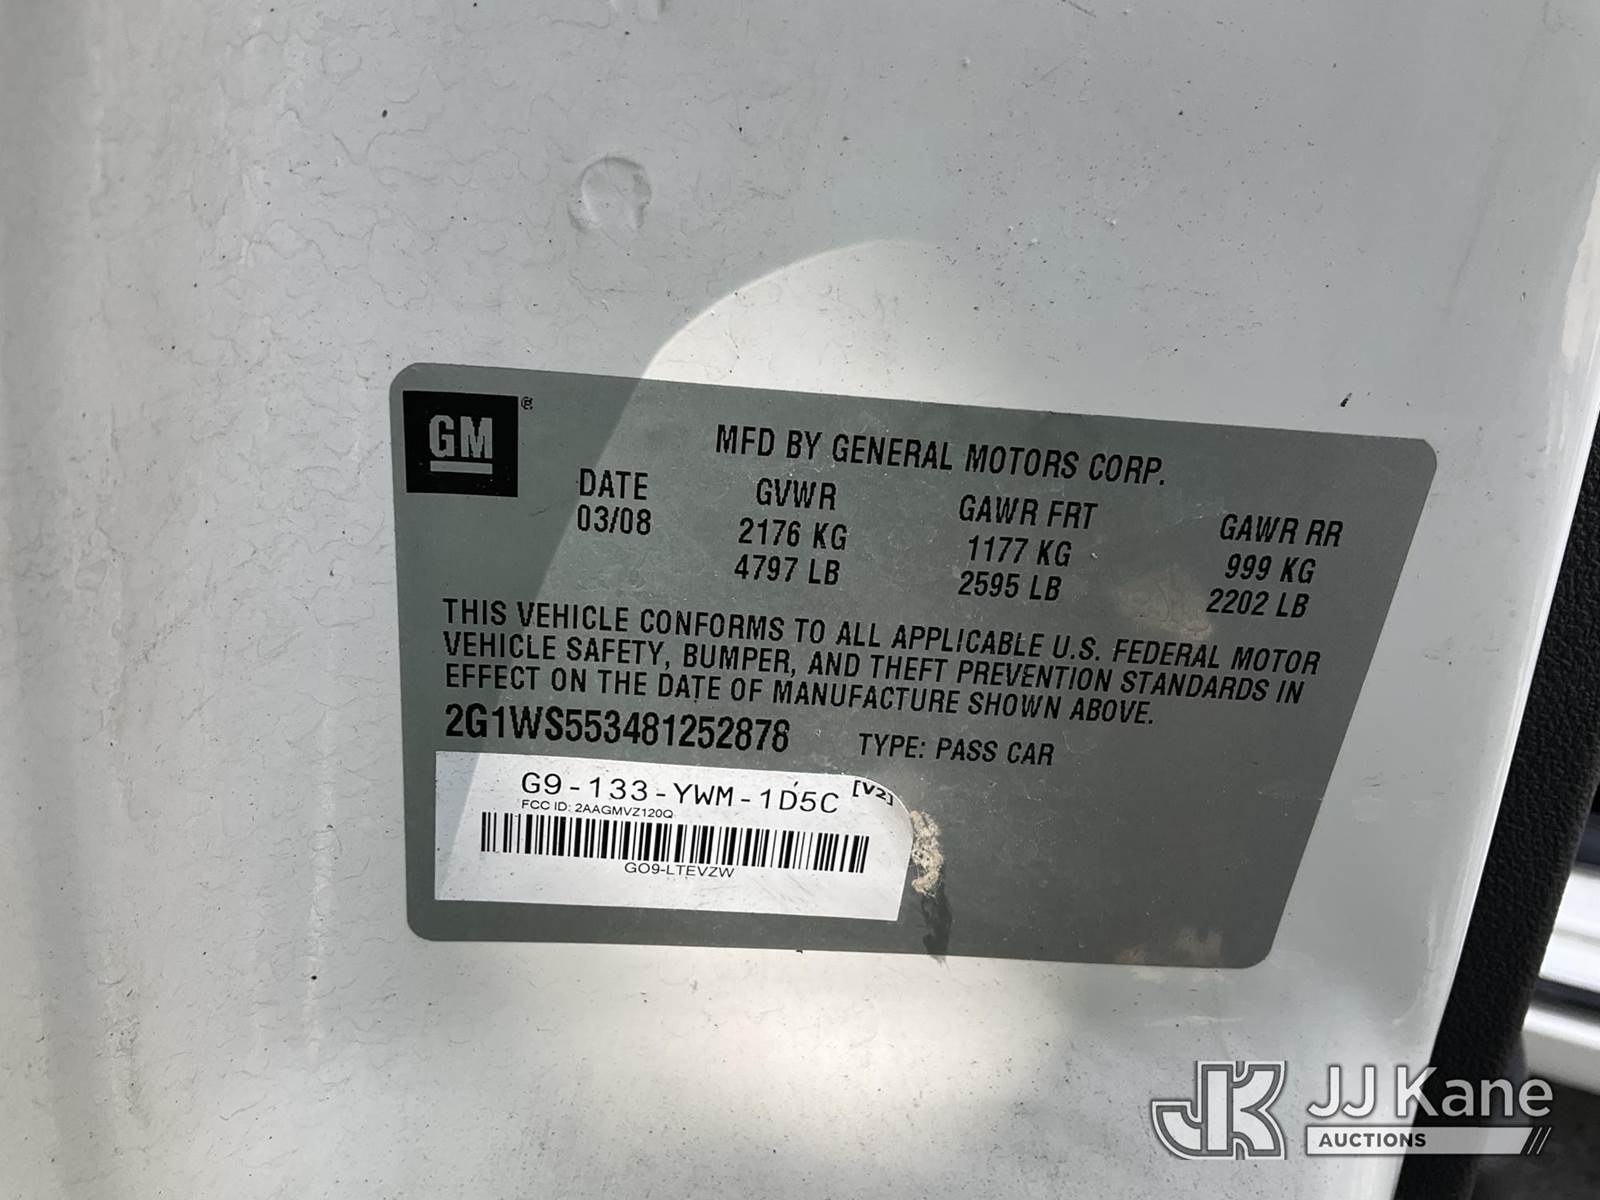 GM
MFD BY GENERAL MOTORS CORP.
DATE GVWR GAWR FRT GAWR RR
03/08 2176 KG 1177 KG 999 KG
4797 LB 2595 LB 2202 LB
THIS VEHICLE CONFORMS TO ALL APPLICABLE U.S. FEDERAL MOTOR
VEHICLE SAFETY, BUMPER, AND THEFT PREVENTION STANDARDS IN
EFFECT ON THE DATE OF MANUFACTURE SHOWN ABOVE.
2G1WS553481252878 TYPE: PASS CAR
G9-133-YWM-1D5C [V2]
FCC ID: 2AAGMVZ120Q
GO9-LTEVZW
JK JJ Kane
AUCTIONS